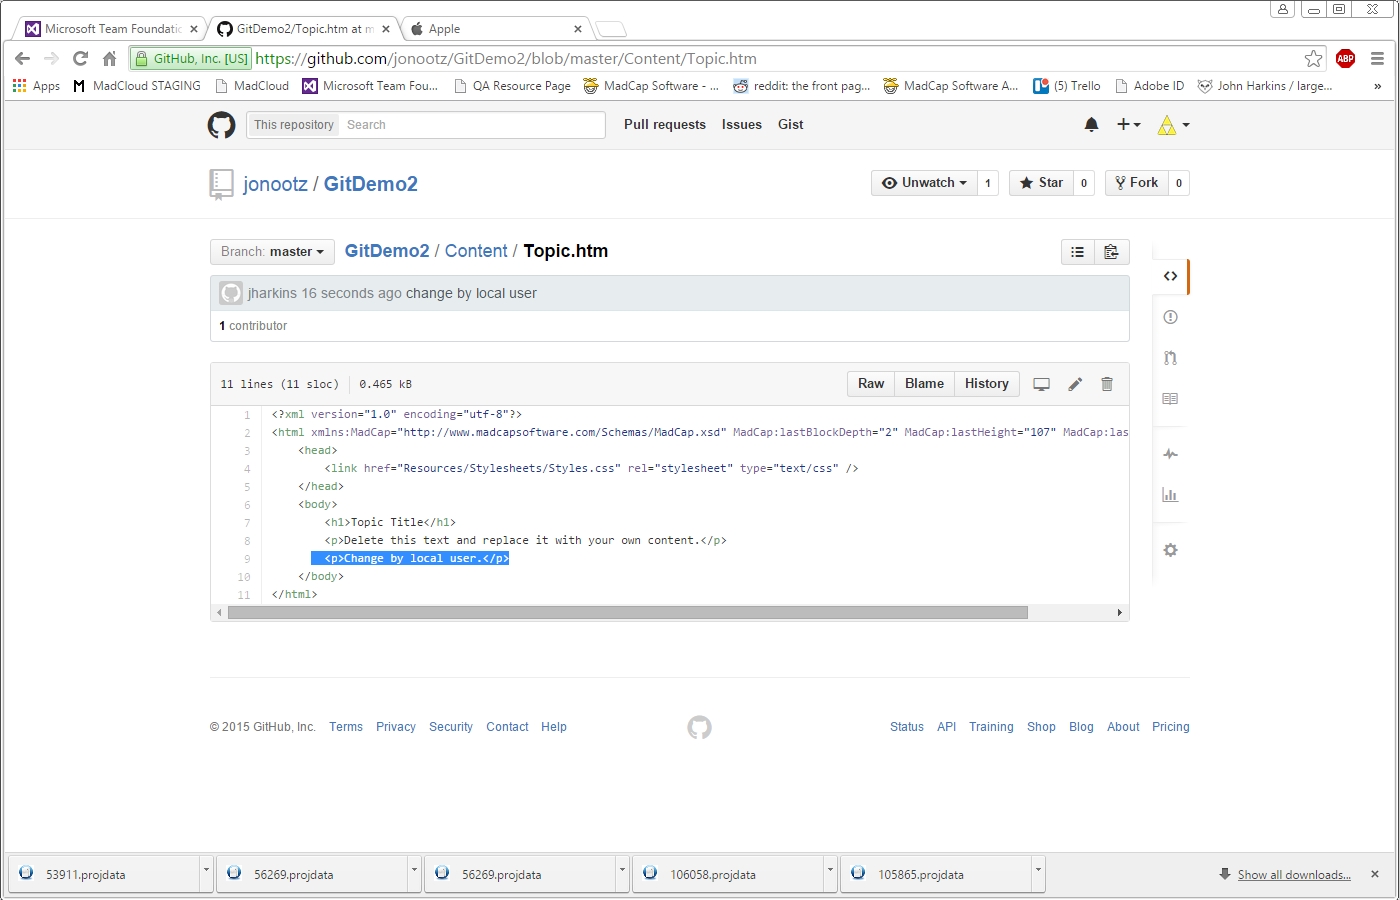 Microsoft Team Foundatio
GitDemo2/Topic.htm at m
Apple
GitHub, Inc. [US]
https://github.com/jonootz/GitDemo2/blob/master/Content/Topic.htm
ABP
Apps
MadCloud STAGING
MadCloud
Microsoft Team Fou...
QA Resource Page
MadCap Software - ...
reddit: the front pag...
MadCap Software A...
(5) Trello
Adobe ID
John Harkins / large...
»
This repository
Search
Pull requests
Issues
Gist
jonootz / GitDemo2
Unwatch
1
Star
0
Fork
0
Branch: master
GitDemo2 / Content / Topic.htm
jharkins 16 seconds ago change by local user
1 contributor
11 lines (11 sloc)
0.465 kB
Raw
Blame
History
1 <?xml version="1.0" encoding="utf-8"?>
2 <html xmlns:MadCap="http://www.madcapsoftware.com/Schemas/MadCap.xsd" MadCap:lastBlockDepth="2" MadCap:lastHeight="107" MadCap:las
3 <head>
4 <link href="Resources/Stylesheets/Styles.css" rel="stylesheet" type="text/css" />
5 </head>
6 <body>
7 <h1>Topic Title</h1>
8 <p>Delete this text and replace it with your own content.</p>
9 <p>Change by local user.</p>
10 </body>
11 </html>
© 2015 GitHub, Inc.
Terms
Privacy
Security
Contact
Help
Status
API
Training
Shop
Blog
About
Pricing
53911.projdata
56269.projdata
56269.projdata
106058.projdata
105865.projdata
Show all downloads...